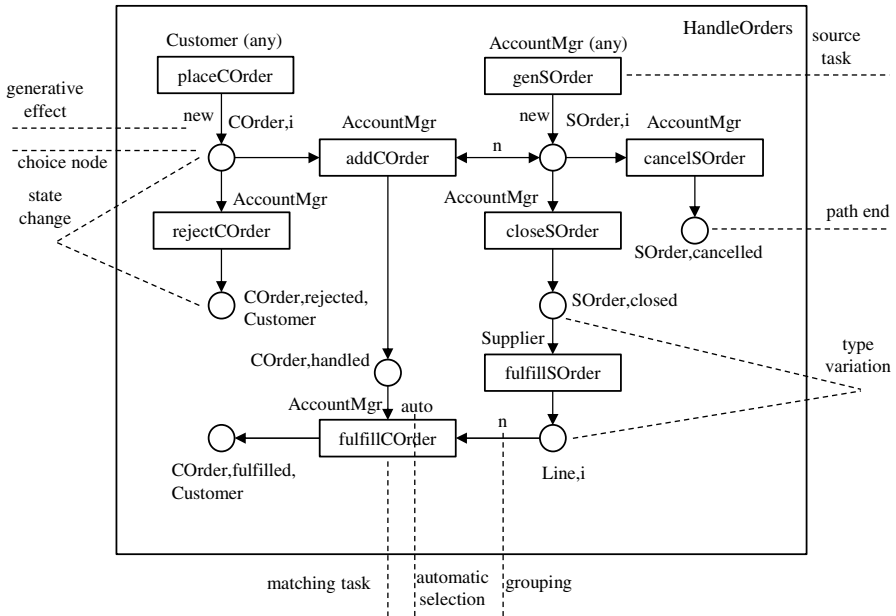 HandleOrders
source
task
Customer (any)
placeCOrder
AccountMgr (any)
genSOrder
generative
effect
new
COrder,i
new
SOrder,i
AccountMgr
AccountMgr
choice node
addCOrder
n
cancelSOrder
state
change
AccountMgr
AccountMgr
rejectCOrder
closeSOrder
path end
SOrder,cancelled
COrder,rejected,
Customer
SOrder,closed
Supplier
type
variation
COrder,handled
fulfillSOrder
AccountMgr
auto
n
fulfillCOrder
COrder,fulfilled,
Customer
Line,i
matching task
automatic
selection
grouping